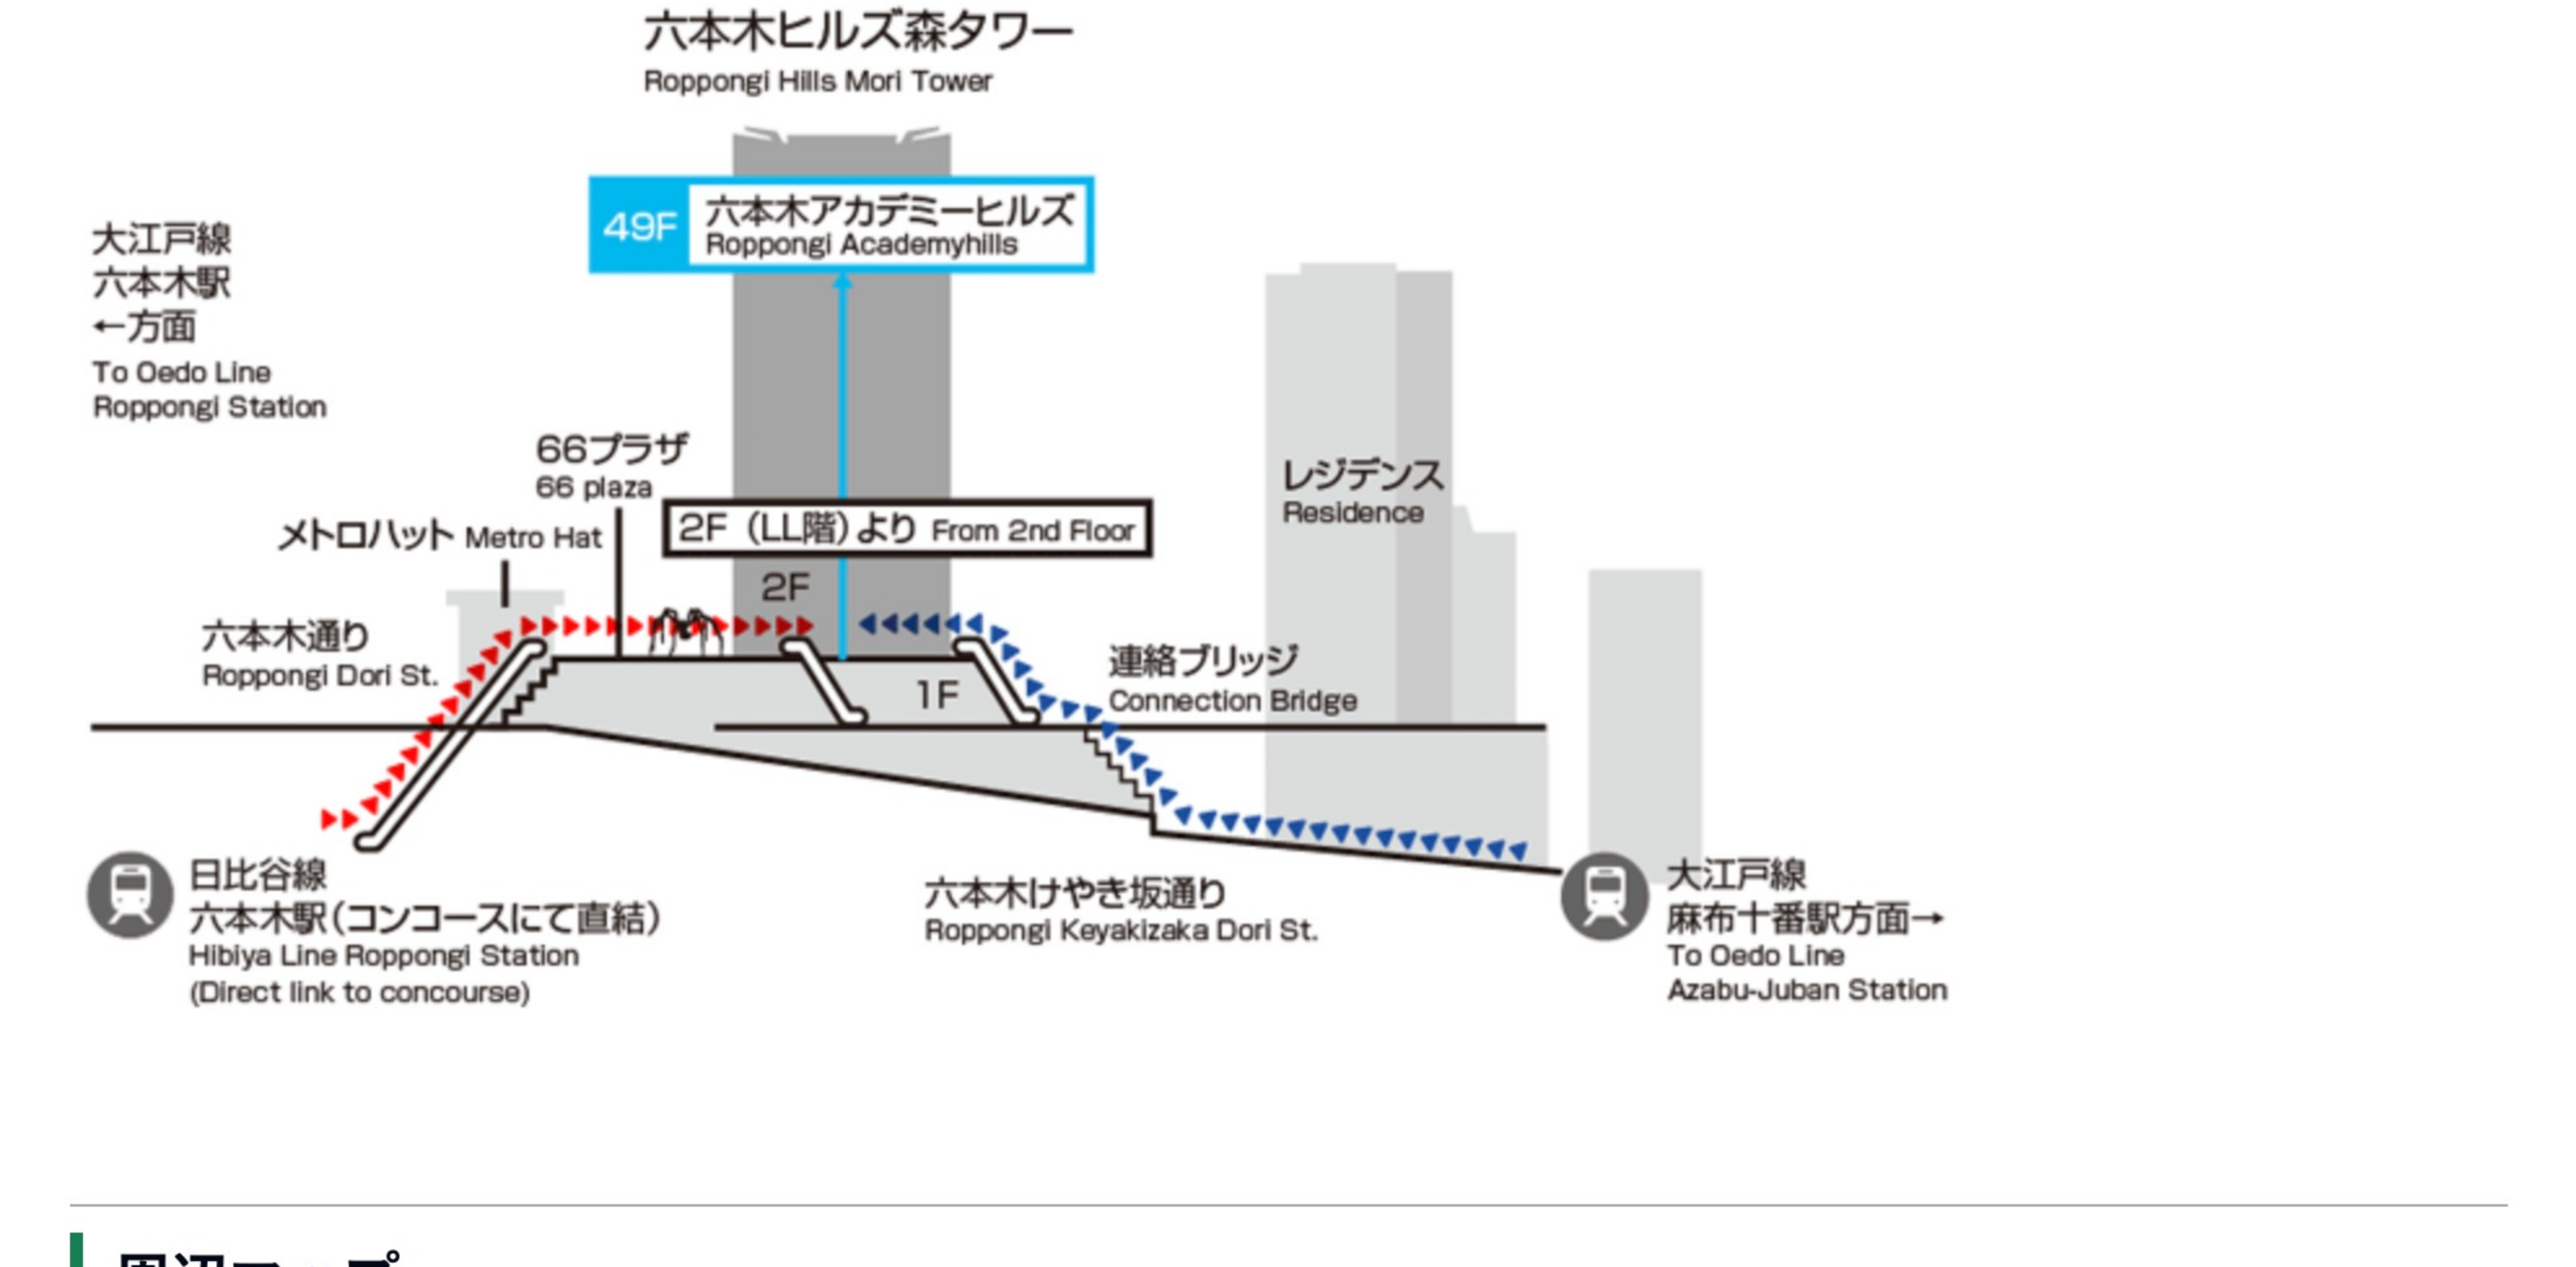 六本木ヒルズ森タワー
Roppongi Hills Mori Tower
49F
六本木アカデミーヒルズ
Roppongi Academyhills
大江戸線
六本木駅
←方面
To Oedo Line
Roppongi Station
66プラザ
66 plaza
メトロハット Metro Hat
2F（LL階）より From 2nd Floor
2F
レジデンス
Residence
六本木通り
Roppongi Dori St.
1F
連絡ブリッジ
Connection Bridge
日比谷線
六本木駅（コンコースにて直結）
Hibiya Line Roppongi Station
(Direct link to concourse)
六本木けやき坂通り
Roppongi Keyakizaka Dori St.
大江戸線
麻布十番駅方面→
To Oedo Line
Azabu-Juban Station
周辺マップ